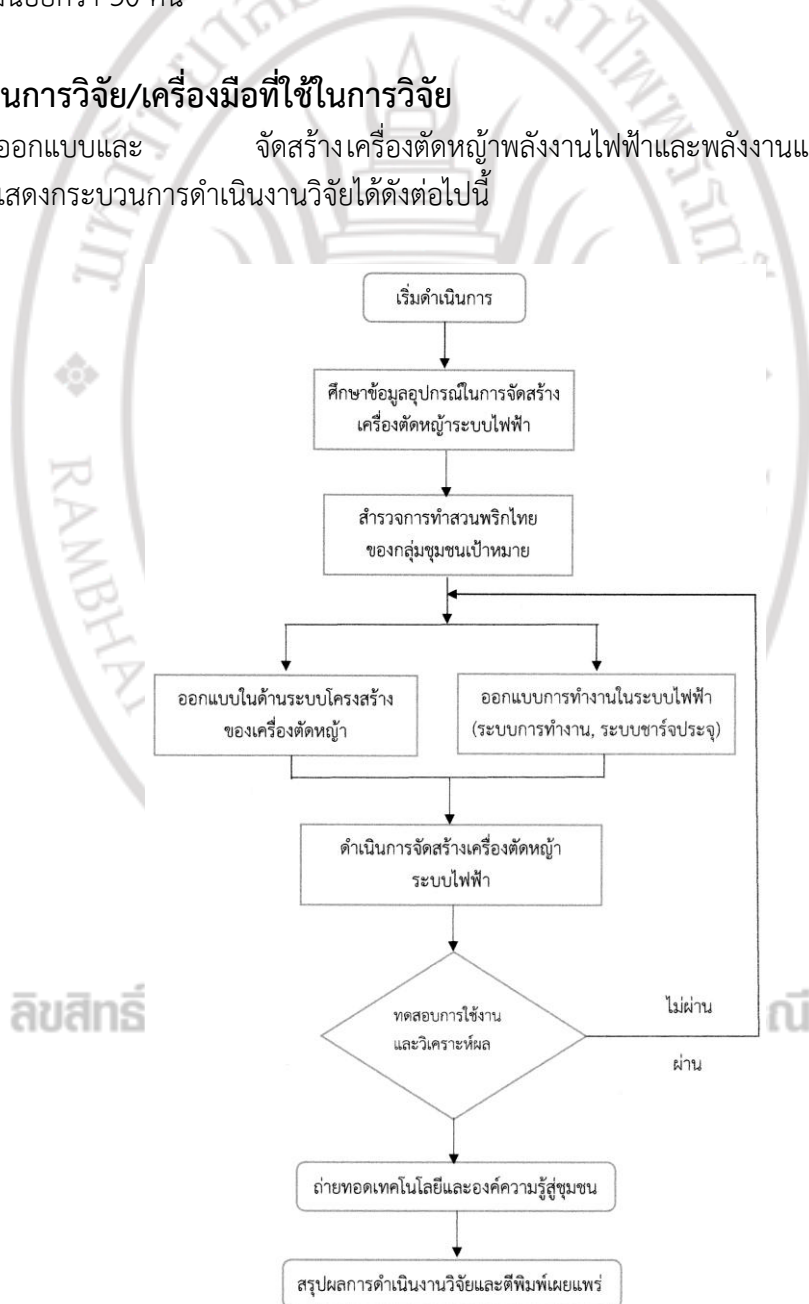 กว่า 30 คน
นการวิจัย/เครื่องมือที่ใช้ในการวิจัย
ออกแบบและ จัดสร้างเครื่องตัดหญ้าพลังงานไฟฟ้าและพลังงานแ
แสดงกระบวนการดำเนินงานวิจัยได้ดังต่อไปนี้
เริ่มดำเนินการ
ศึกษาข้อมูลอุปกรณ์ในการจัดสร้าง
เครื่องตัดหญ้าระบบไฟฟ้า
สำรวจการทำสวนพริกไทย
ของกลุ่มชุมชนเป้าหมาย
ออกแบบในด้านระบบโครงสร้าง
ของเครื่องตัดหญ้า
ออกแบบการทำงานในระบบไฟฟ้า
(ระบบการทำงาน, ระบบชาร์จประจุ)
ดำเนินการจัดสร้างเครื่องตัดหญ้า
ระบบไฟฟ้า
ทดสอบการใช้งาน
และวิเคราะห์ผล
ไม่ผ่าน
ผ่าน
ถ่ายทอดเทคโนโลยีและองค์ความรู้สู่ชุมชน
สรุปผลการดำเนินงานวิจัยและตีพิมพ์เผยแพร่
RAMBHAI
ลิขสิทธิ์
ณี